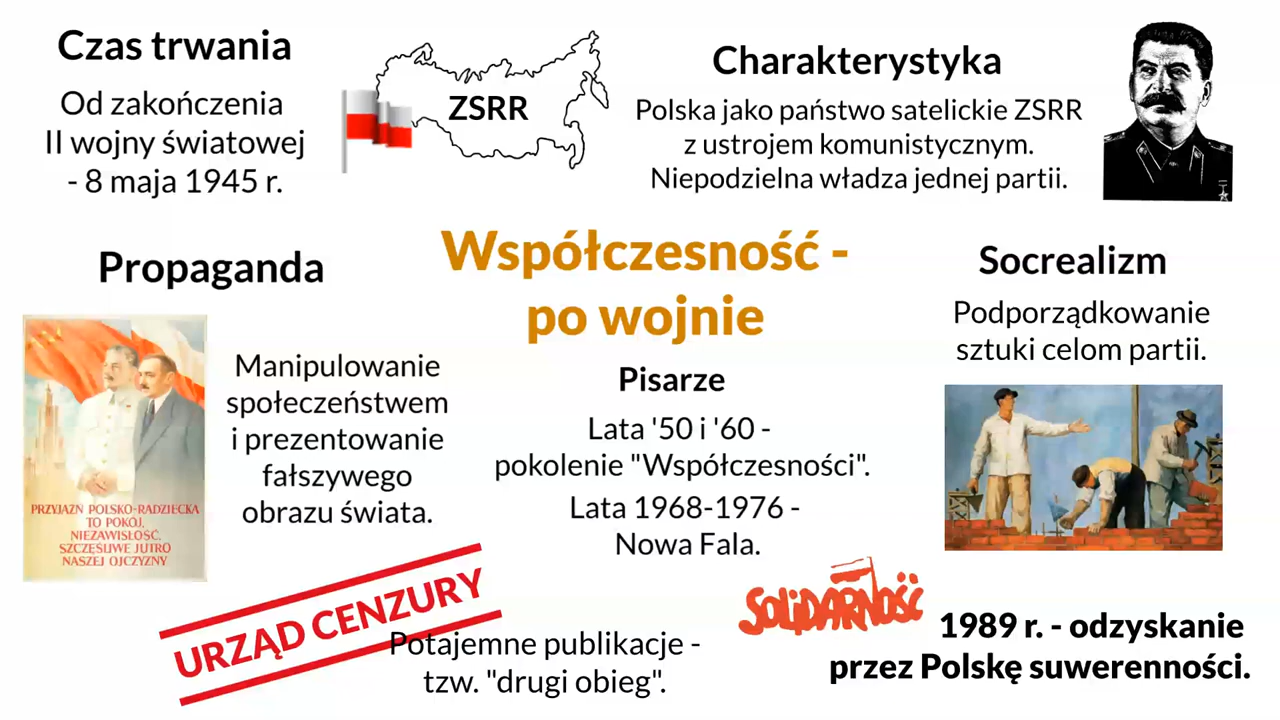 Czas trwania
Od zakończenia
II wojny światowej
- 8 maja 1945 r.
ZSRR
Charakterystyka
Polska jako państwo satelickie ZSRR
z ustrojem komunistycznym.
Niepodzielna władza jednej partii.
Propaganda
PRZYJAŹN POLSKO-RADZIECKA
TO POKÓJ,
NIEZAWISŁOŚĆ,
SZCZĘŚLIWE JUTRO
NASZEJ OJCZYZNY
Manipulowanie
społeczeństwem
i prezentowanie
fałszywego
obrazu świata.
Współczesność -
po wojnie
Pisarze
Lata '50 i '60 -
pokolenie "Współczesności".
Lata 1968-1976 -
Nowa Fala.
Socrealizm
Podporządkowanie
sztuki celom partii.
URZĄD CENZURY
Potajemne publikacje -
tzw. "drugi obieg".
SOLIDARNOŚĆ
1989 r. - odzyskanie
przez Polskę suwerenności.